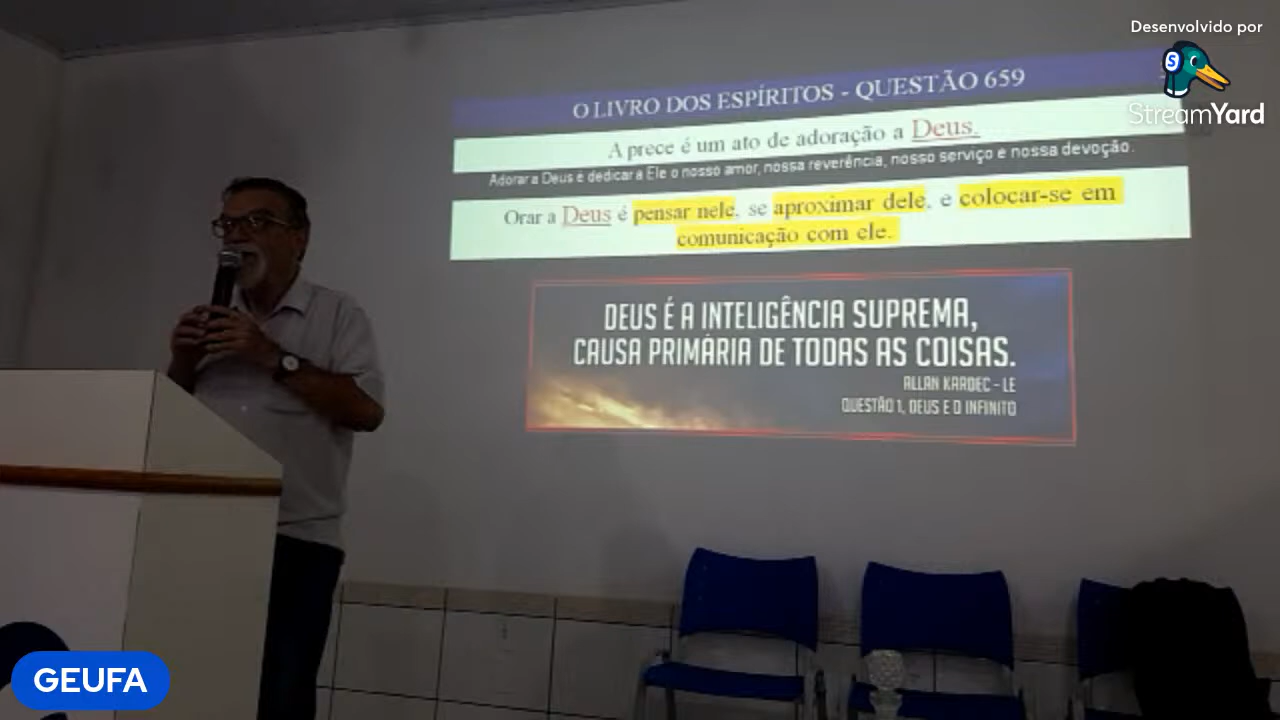 Desenvolvido por
StreamYard
O LIVRO DOS ESPÍRITOS - QUESTÃO 659
A prece é um ato de adoração a Deus.
Adorar a Deus é dedicar a Ele o nosso amor, nossa reverência, nosso serviço e nossa devoção.
Orar a Deus é pensar nele, se aproximar dele, e colocar-se em
comunicação com ele.
DEUS É A INTELIGÊNCIA SUPREMA,
CAUSA PRIMÁRIA DE TODAS AS COISAS.
ALLAN KARDEC - LE
QUESTÃO 1, DEUS E O INFINITO
GEUFA